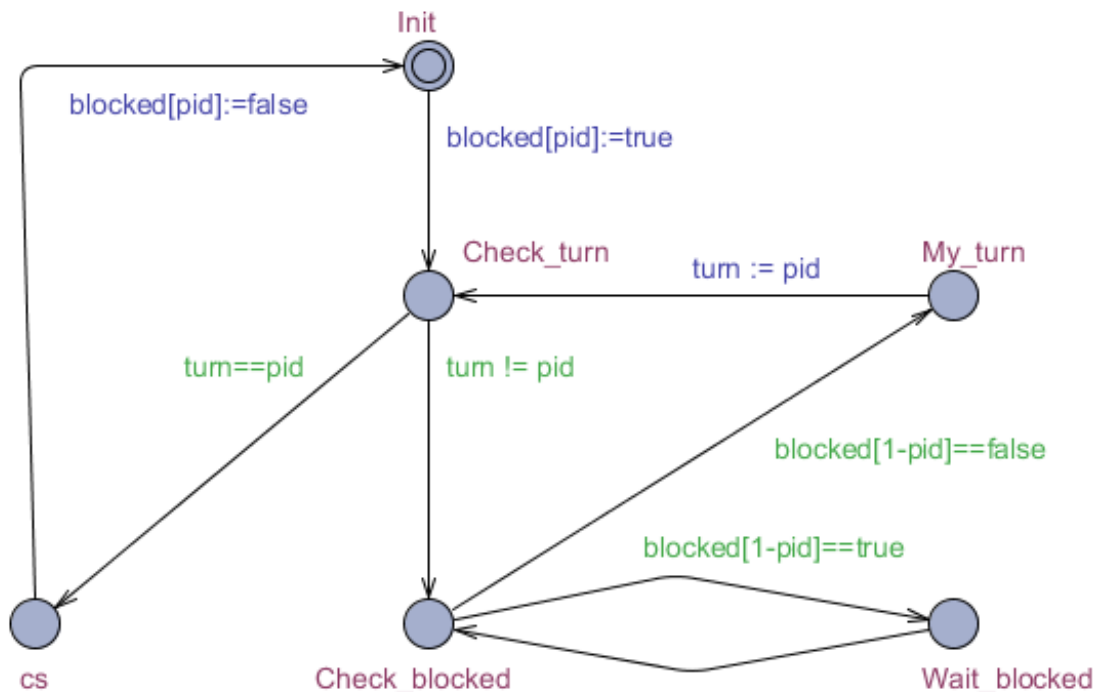 Init
blocked[pid]:=false
blocked[pid]:=true
Check_turn
My_turn
turn := pid
turn==pid
turn != pid
blocked[1-pid]==false
blocked[1-pid]==true
cs
Check_blocked
Wait_blocked